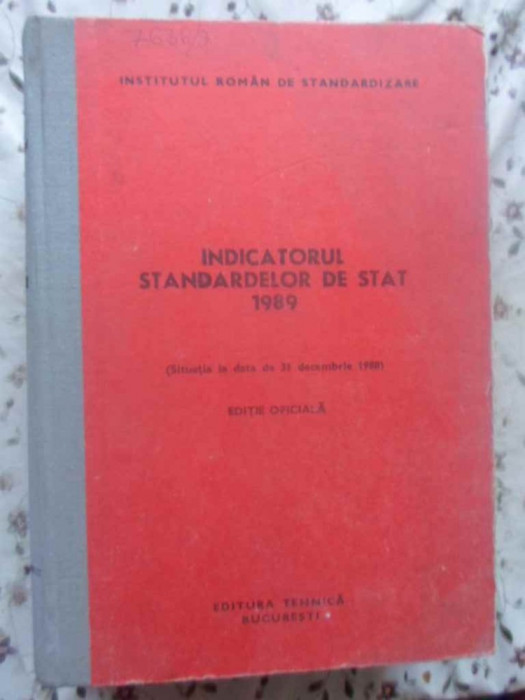 INSTITUTUL ROMÂN DE STANDARDIZARE
INDICATORUL
STANDARDELOR DE STAT
1989
(Situația la data de 31 decembrie 1988)
EDIȚIE OFICIALĂ
EDITURA TEHNICĂ
BUCUREȘTI